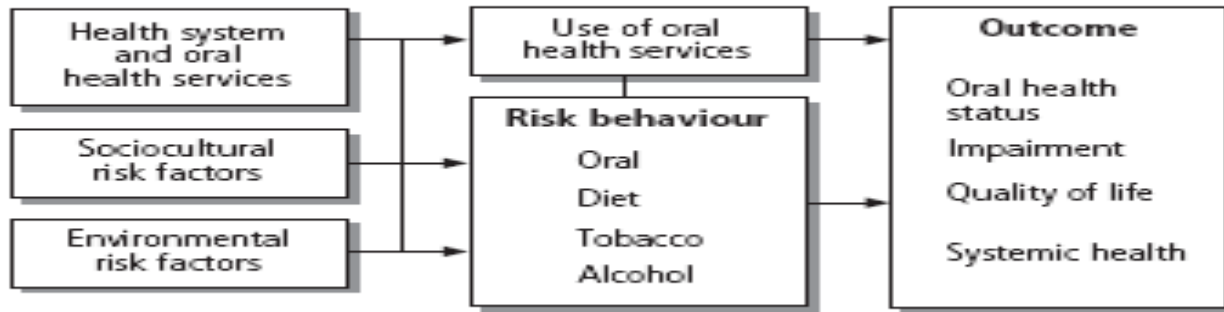 Health system
and oral
health services
Sociocultural
risk factors
Environmental
risk factors
Use of oral
health services
Risk behaviour
Oral
Diet
Tobacco
Alcohol
Outcome
Oral health
status
Impairment
Quality of life
Systemic health